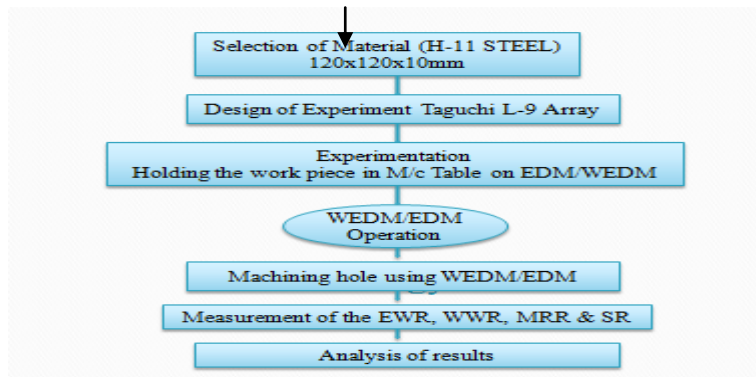 Selection of Material (H-11 STEEL)
120x120x10mm
Design of Experiment Taguchi L-9 Array
Experimentation
Holding the work piece in M/c Table on EDM/WEDM
WEDM/EDM
Operation
Machining hole using WEDM/EDM
Measurement of the EWR, WWR, MRR & SR
Analysis of results